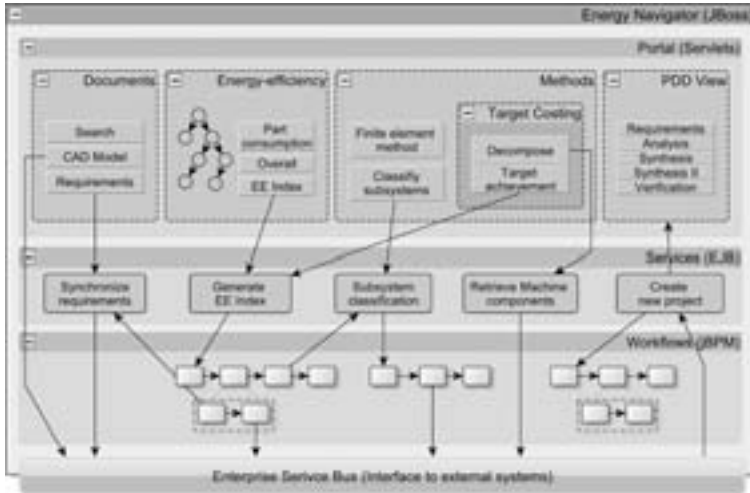 Energy Navigator (JBoss)
Portal (Servlets)
Documents
Search
CAD Model
Requirements
Energy-efficiency
Part
consumption
Overall
EE Index
Methods
Finite element
method
Classifiy
subsystems
Target Costing
Decompose
Target
achievement
PDD View
Requirements
Analysis
Synthesis
Synthesis II
Verification
Services (EJB)
Synchronize
requirements
Generate
EE Index
Subsystem
classification
Retrieve Machine
components
Create
new project
Workflows (jBPM)
Enterprise Serivce Bus (Interface to external systems)